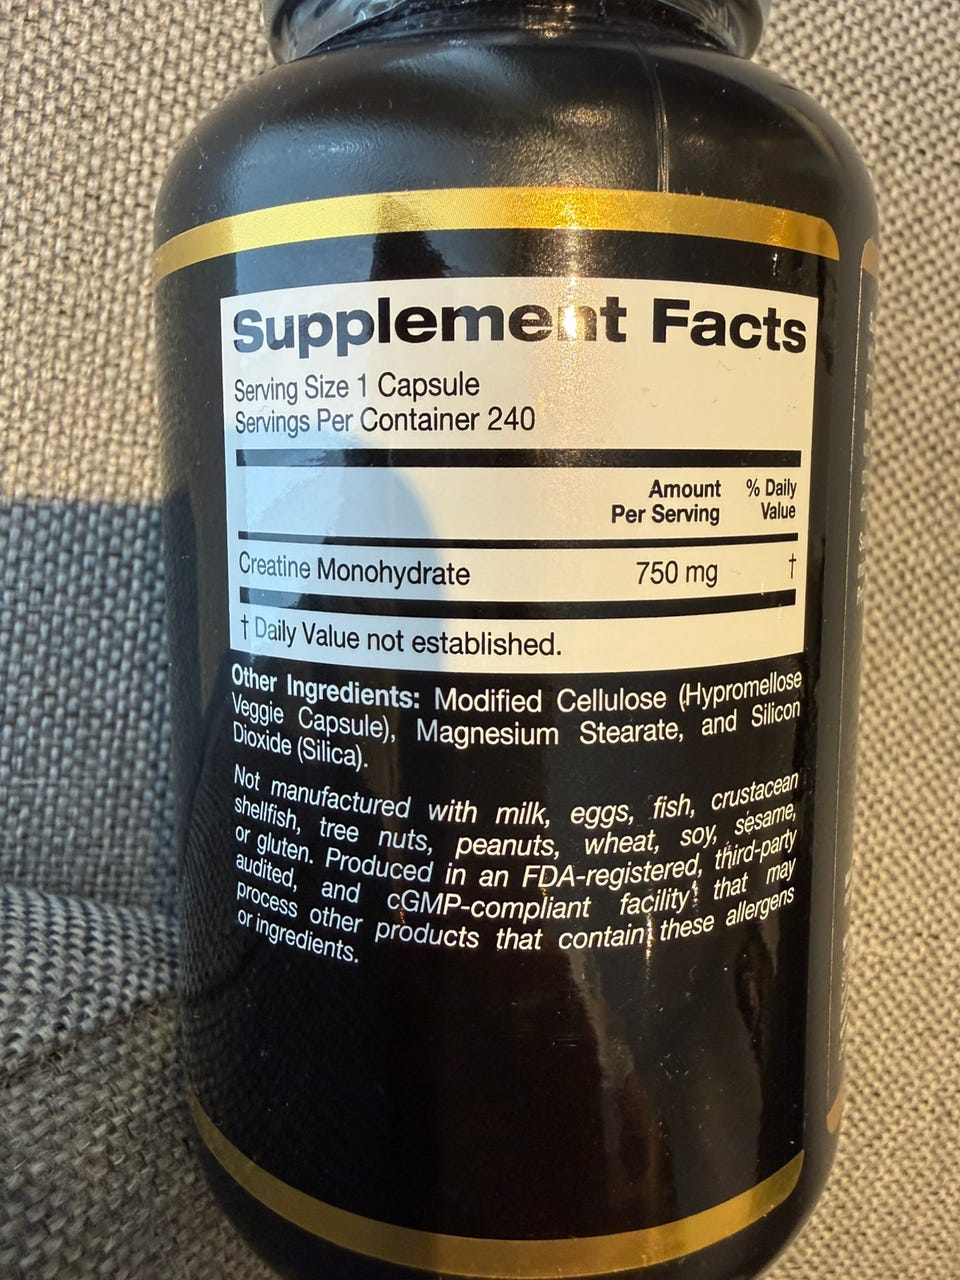 Supplement Facts
Serving Size 1 Capsule
Servings Per Container 240
Amount Per Serving
% Daily Value
Creatine Monohydrate 750 mg †
† Daily Value not established.
Other Ingredients: Modified Cellulose (Hypromellose
Veggie Capsule), Magnesium Stearate, and Silicon
Dioxide (Silica).
Not manufactured with milk, eggs, fish, crustacean
shellfish, tree nuts, peanuts, wheat, soy, sesame,
or gluten. Produced in an FDA-registered, third-party
audited, and cGMP-compliant facility that may
process other products that contain these allergens
or ingredients.